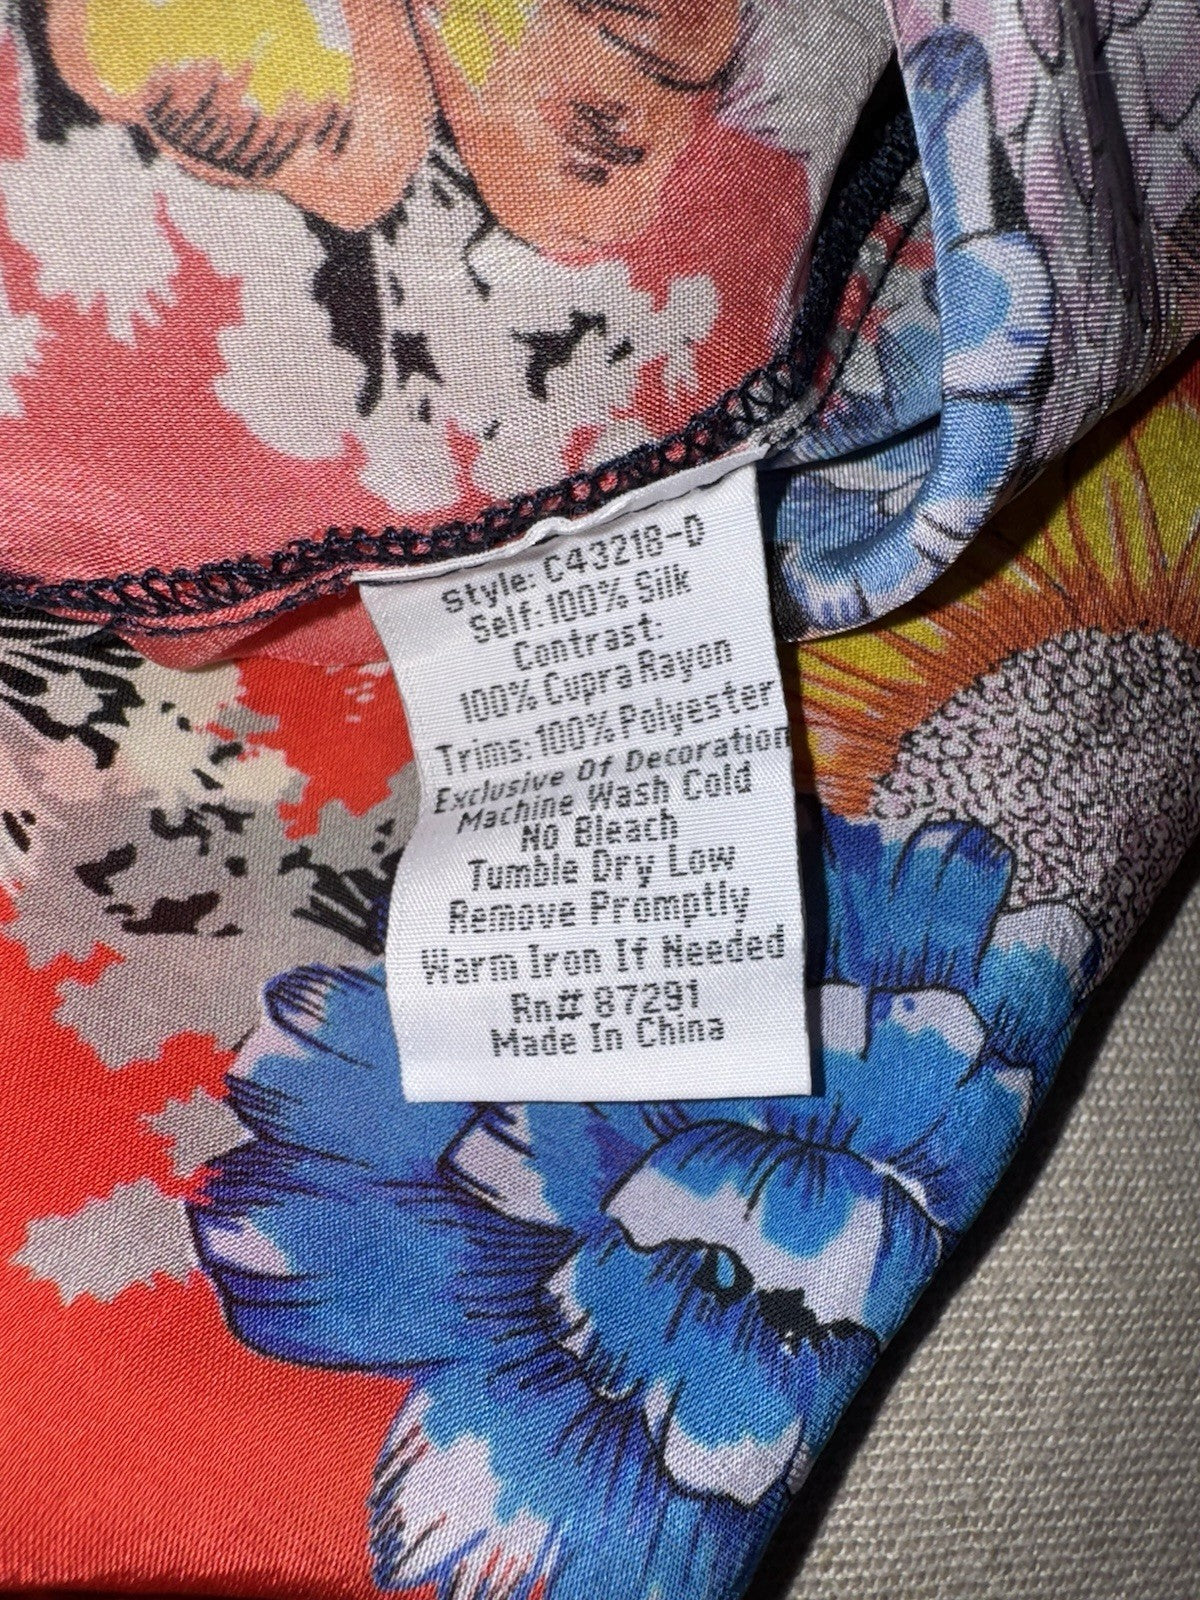 Style: C43218-D
Self: 100% Silk
Contrast:
100% Cupra Rayon
Trims: 100% Polyester
Exclusive Of Decoration
Machine Wash Cold
No Bleach
Tumble Dry Low
Remove Promptly
Warm Iron If Needed
Rn# 87291
Made In China